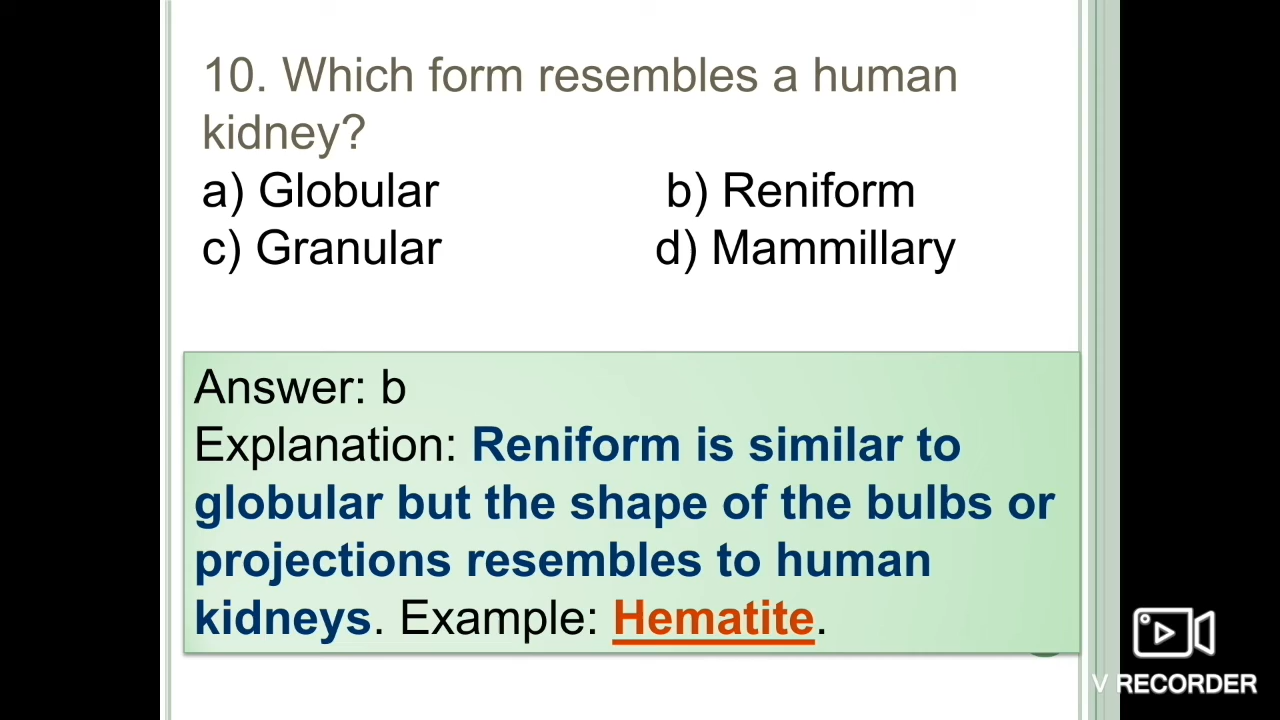 10. Which form resembles a human
kidney?
a) Globular b) Reniform
c) Granular d) Mammillary
Answer: b
Explanation: Reniform is similar to
globular but the shape of the bulbs or
projections resembles to human
kidneys. Example: Hematite.
V RECORDER